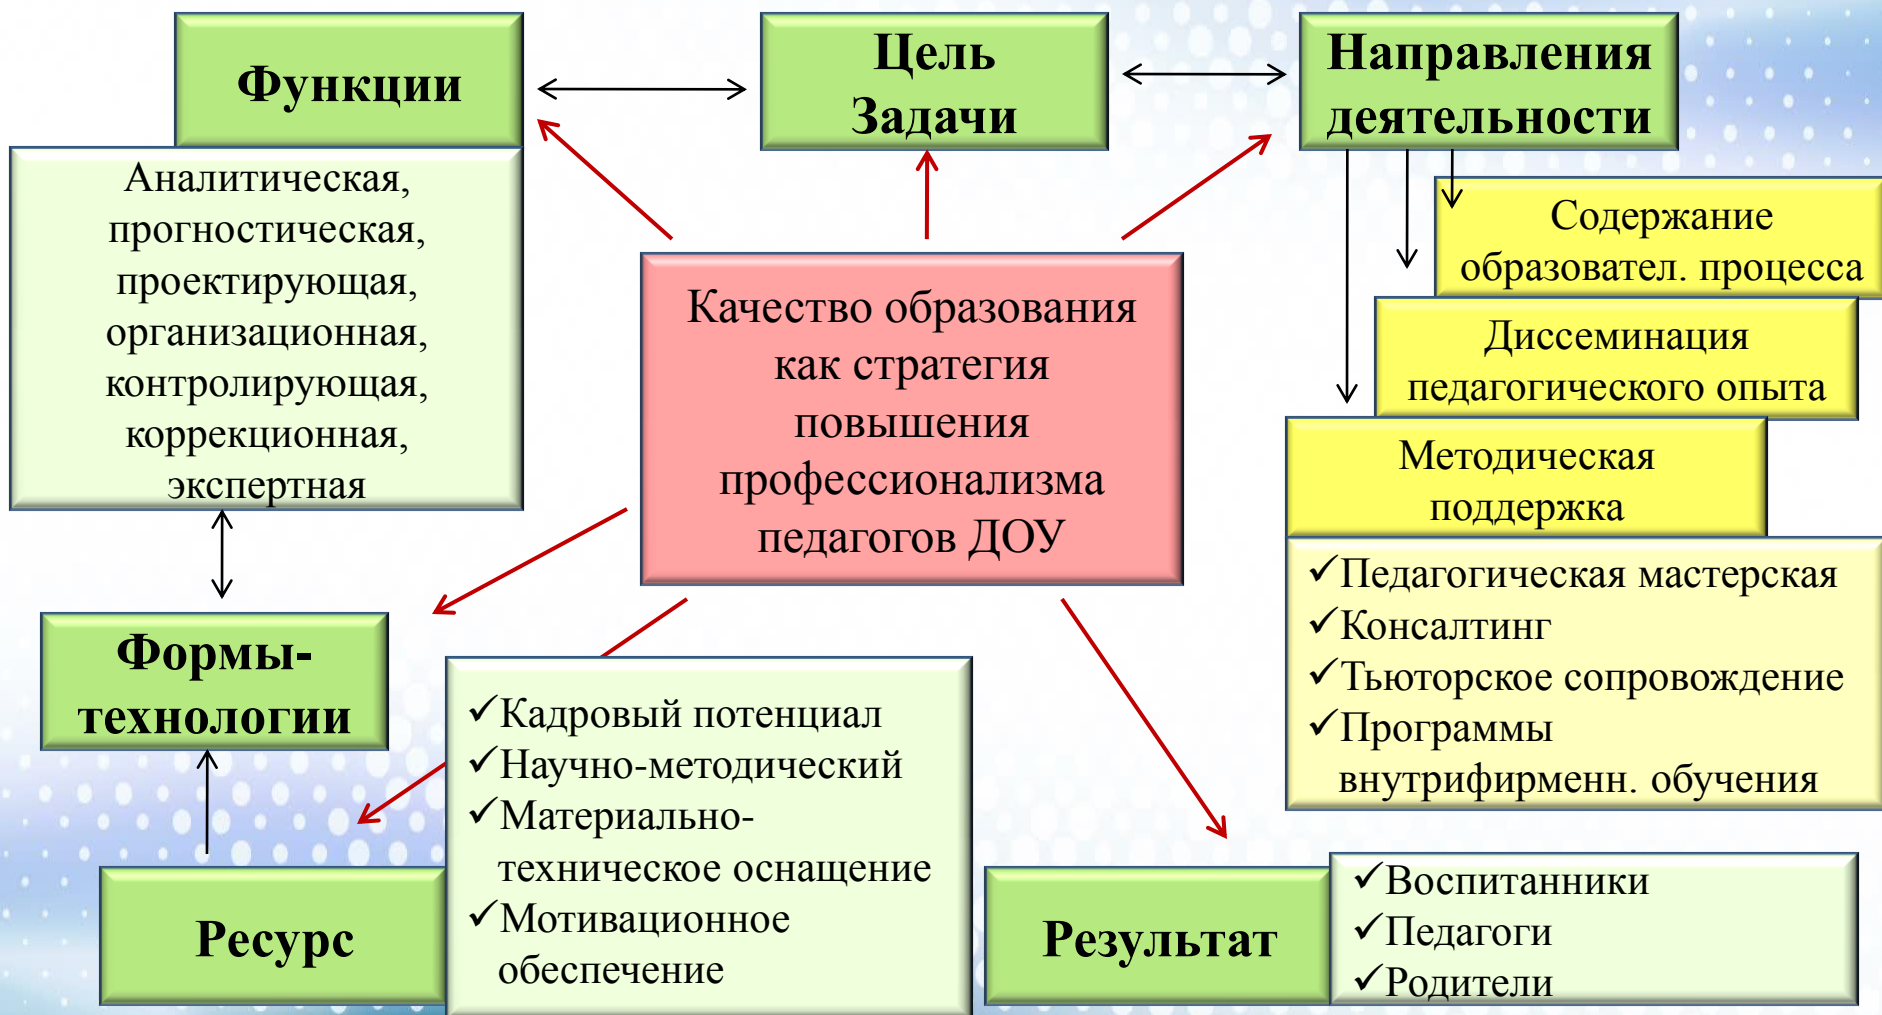 Функции
Аналитическая,
прогностическая,
проектирующая,
организационная,
контролирующая,
коррекционная,
экспертная
Цель
Задачи
Направления
деятельности
Содержание
образовател. процесса
Диссеминация
педагогического опыта
Методическая
поддержка
✓Педагогическая мастерская
✓Консалтинг
✓Тьюторское сопровождение
✓Программы
внутрифирменн. обучения
Качество образования
как стратегия
повышения
профессионализма
педагогов ДОУ
Формы-
технологии
Ресурс
✓Кадровый потенциал
✓Научно-методический
✓Материально-
техническое оснащение
✓Мотивационное
обеспечение
Результат
✓Воспитанники
✓Педагоги
✓Родители